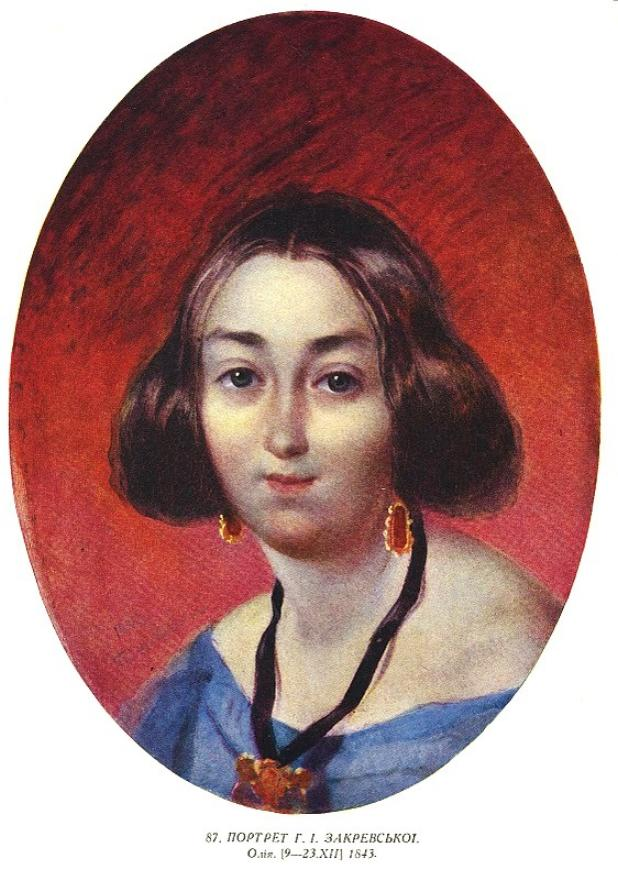 87. ПОРТРЕТ Г. І. ЗАКРЕВСЬКОЇ.
Олія. [9—23.XII] 1843.